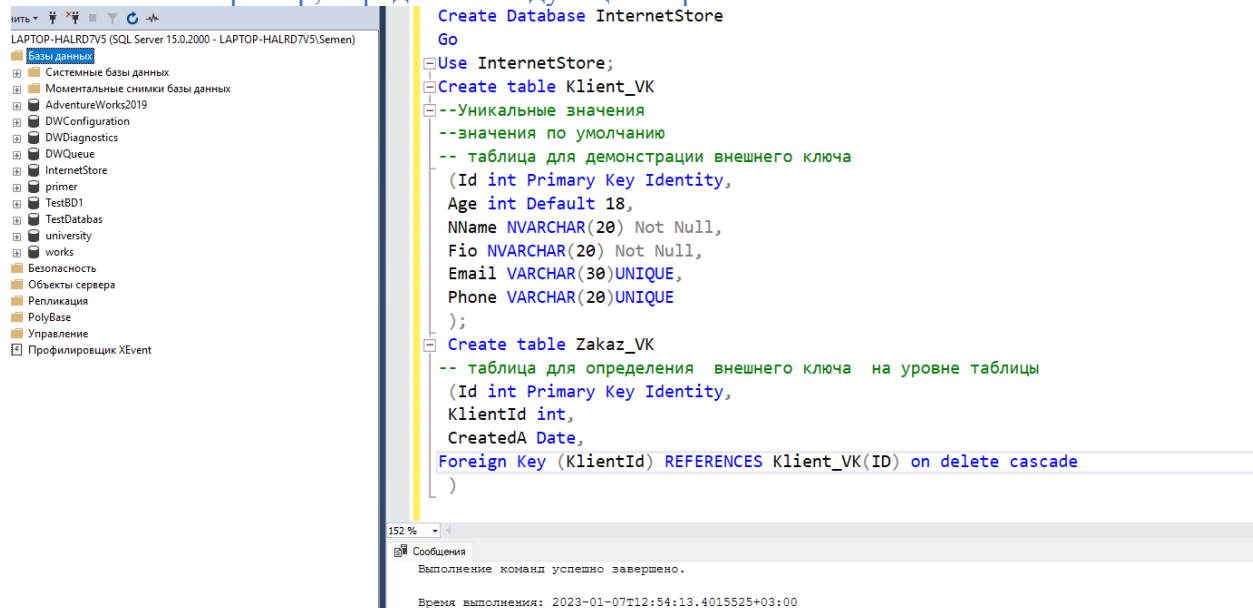 LAPTOP-HALRD7V5 (SQL Server 15.0.2000 - LAPTOP-HALRD7V5\Semen)
Базы данных
Системные базы данных
Моментальные снимки базы данных
AdventureWorks2019
DWConfiguration
DWDiagnostics
DWQueue
InternetStore
primer
TestBD1
TestDatabas
university
works
Безопасность
Объекты сервера
Репликация
PolyBase
Управление
Профилировщик XEvent
Create Database InternetStore
Go
Use InternetStore;
Create table Klient_VK
--Уникальные значения
--значения по умолчанию
-- таблица для демонстрации внешнего ключа
(Id int Primary Key Identity,
Age int Default 18,
NName NVARCHAR(20) Not Null,
Fio NVARCHAR(20) Not Null,
Email VARCHAR(30)UNIQUE,
Phone VARCHAR(20)UNIQUE
);
Create table Zakaz_VK
-- таблица для определения внешнего ключа на уровне таблицы
(Id int Primary Key Identity,
KlientId int,
CreatedA Date,
Foreign Key (KlientId) REFERENCES Klient_VK(ID) on delete cascade
)
152 %
Сообщения
Выполнение команд успешно завершено.
Время выполнения: 2023-01-07T12:54:13.4015525+03:00